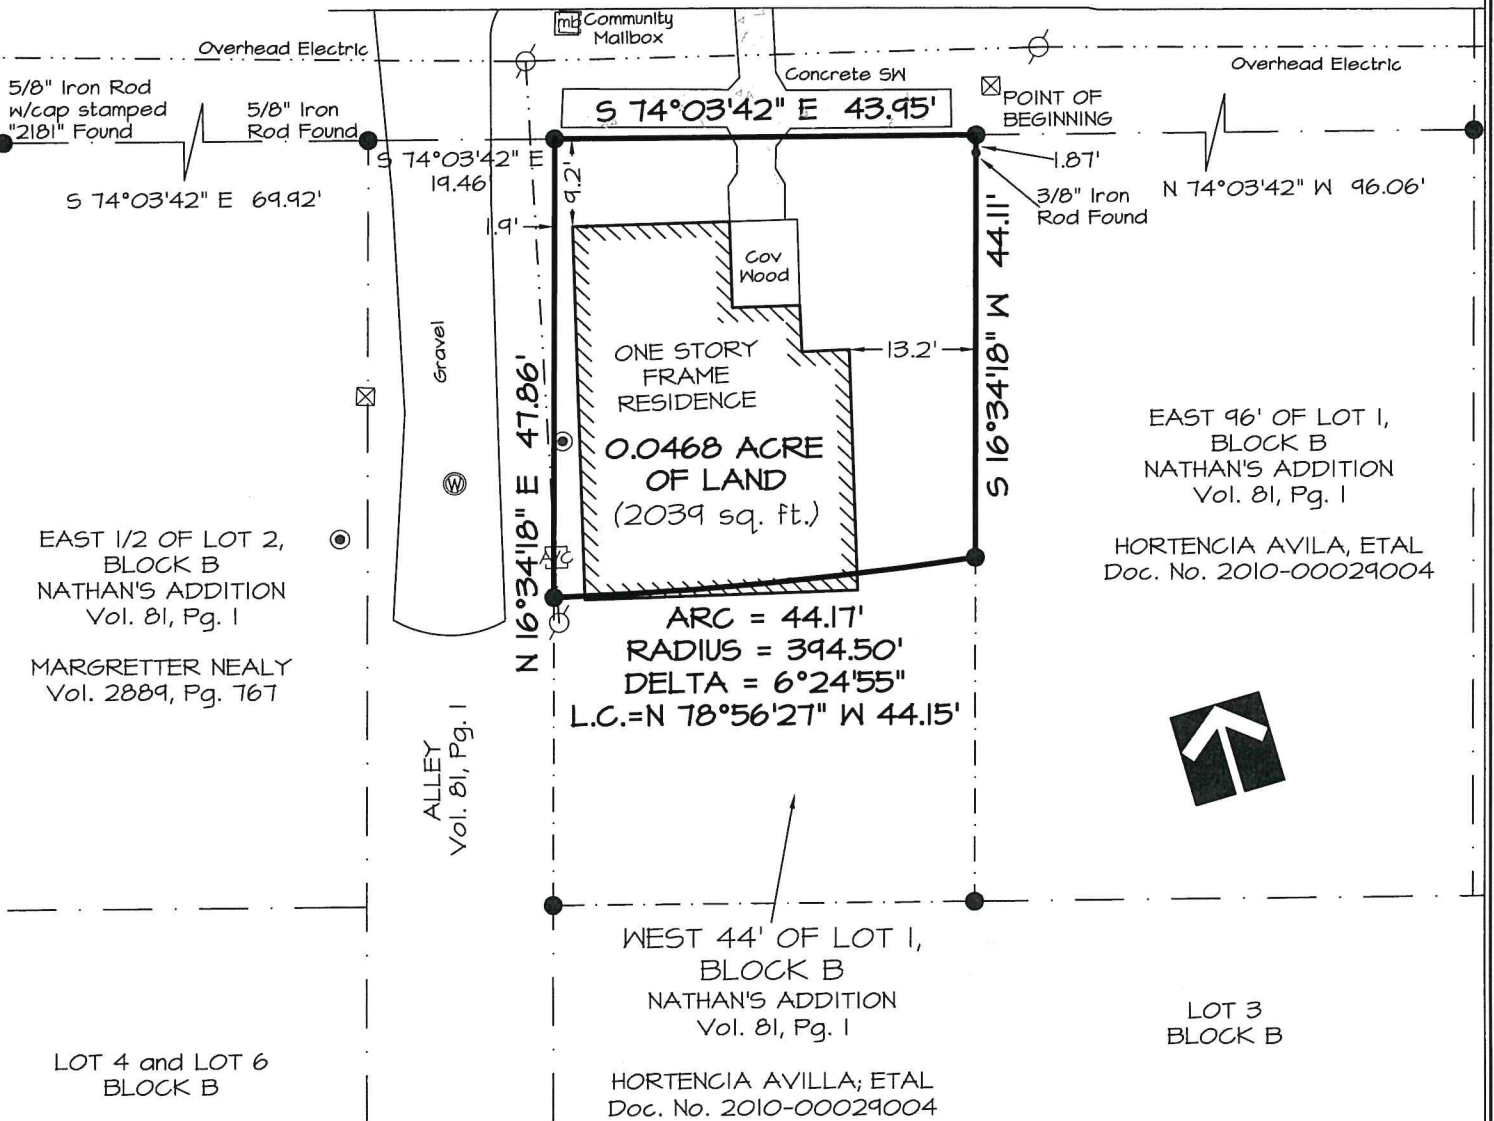 mb Community
Mailbox
Overhead Electric
Concrete SW
Overhead Electric
5/8" Iron Rod
w/cap stamped
"2181" Found
5/8" Iron
Rod Found
S 74°03'42" E 43.95'
POINT OF
BEGINNING
S 74°03'42" E
19.46'
9.2'
1.87'
S 74°03'42" E 69.92'
3/8" Iron
Rod Found
N 74°03'42" W 96.06'
1.9'
Cov
Wood
S 16°34'18" W 44.11'
Gravel
N 16°34'18" E 47.86'
ONE STORY
FRAME
RESIDENCE
13.2'
0.0468 ACRE
OF LAND
(2039 sq. ft.)
W
A/C
EAST 96' OF LOT 1,
BLOCK B
NATHAN'S ADDITION
Vol. 81, Pg. 1
HORTENCIA AVILA, ETAL
Doc. No. 2010-00029004
EAST 1/2 OF LOT 2,
BLOCK B
NATHAN'S ADDITION
Vol. 81, Pg. 1
MARGRETTER NEALY
Vol. 2889, Pg. 767
ARC = 44.17'
RADIUS = 394.50'
DELTA = 6°24'55"
L.C.=N 78°56'27" W 44.15'
ALLEY
Vol. 81, Pg. 1
WEST 44' OF LOT 1,
BLOCK B
NATHAN'S ADDITION
Vol. 81, Pg. 1
HORTENCIA AVILLA; ETAL
Doc. No. 2010-00029004
LOT 3
BLOCK B
LOT 4 and LOT 6
BLOCK B